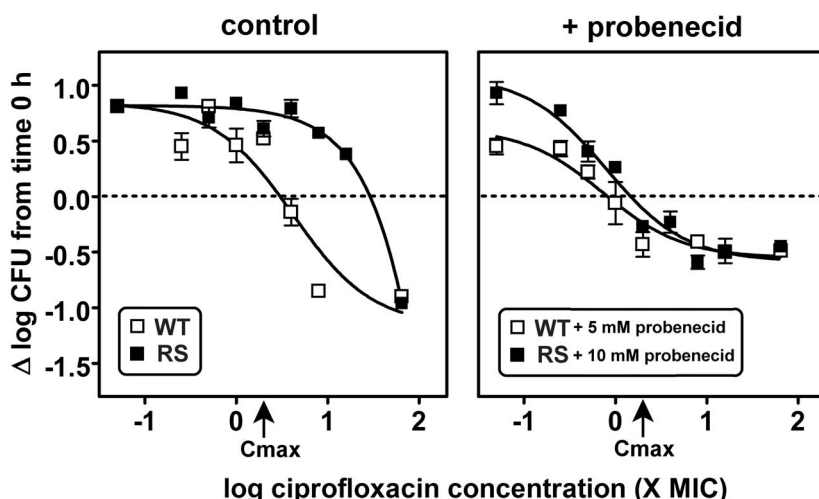 control
+ probenecid
Δ log CFU from time 0 h
1.0
0.5
0.0
-0.5
-1.0
-1.5
WT
RS
WT + 5 mM probenecid
RS + 10 mM probenecid
-1 0 1 2
-1 0 1 2
Cmax
Cmax
log ciprofloxacin concentration (X MIC)